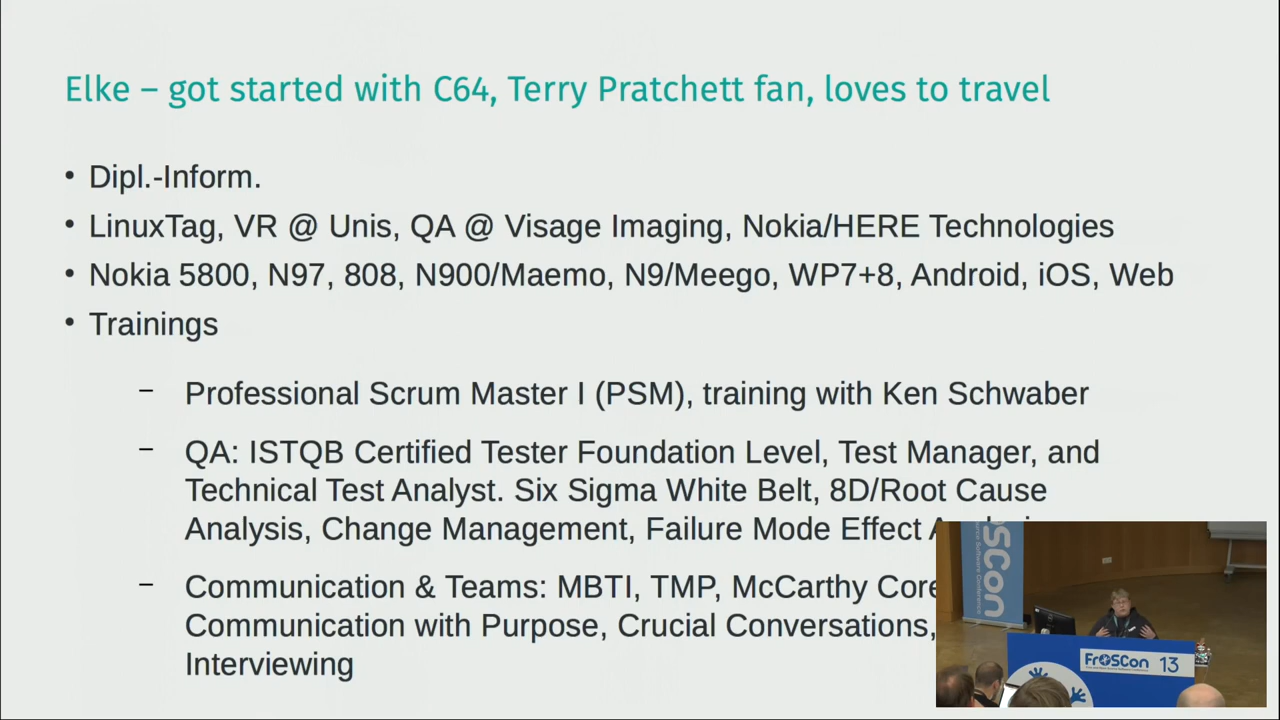 Elke – got started with C64, Terry Pratchett fan, loves to travel
• Dipl.-Inform.
• LinuxTag, VR @ Unis, QA @ Visage Imaging, Nokia/HERE Technologies
• Nokia 5800, N97, 808, N900/Maemo, N9/Meego, WP7+8, Android, iOS, Web
• Trainings
– Professional Scrum Master I (PSM), training with Ken Schwaber
– QA: ISTQB Certified Tester Foundation Level, Test Manager, and
Technical Test Analyst. Six Sigma White Belt, 8D/Root Cause
Analysis, Change Management, Failure Mode Effect
– Communication & Teams: MBTI, TMP, McCarthy Core
Communication with Purpose, Crucial Conversations,
Interviewing
FrOSCon 13